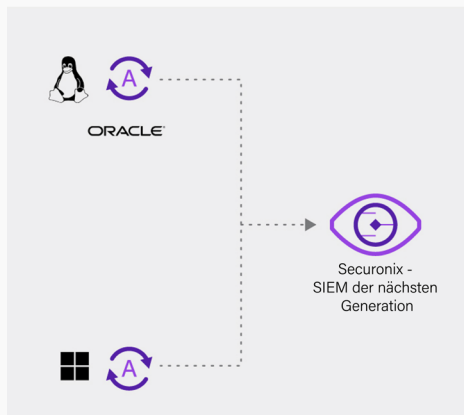 A
ORACLE
Securonix -
SIEM der nächsten
Generation
A